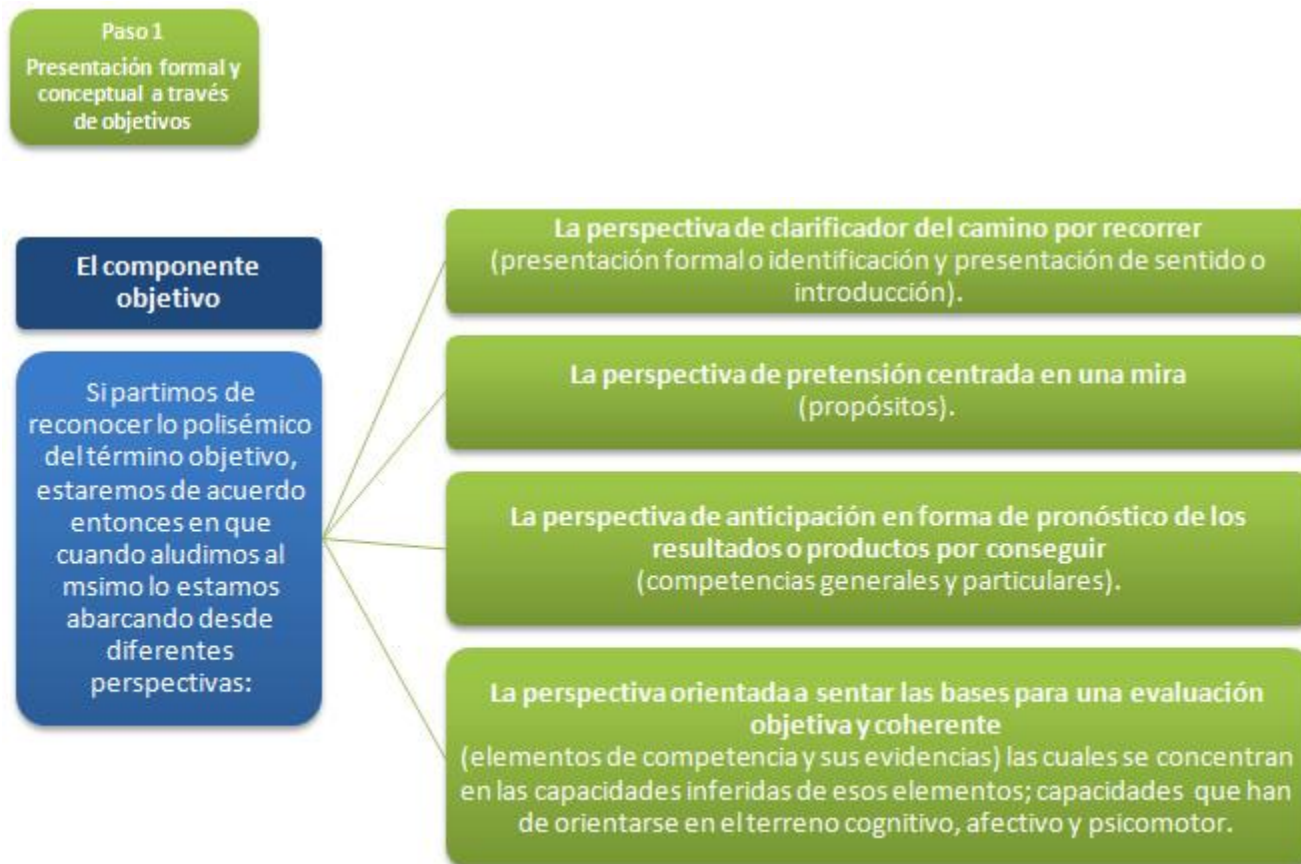 Paso 1
Presentación formal y
conceptual a través
de objetivos
El componente
objetivo
Si partimos de
reconocer lo polisémico
del término objetivo,
estaremos de acuerdo
entonces en que
cuando aludimos al
msimo lo estamos
abarcando desde
diferentes
perspectivas:
La perspectiva de clarificador del camino por recorrer
(presentación formal o identificación y presentación de sentido o
introducción).
La perspectiva de pretensión centrada en una mira
(propósitos).
La perspectiva de anticipación en forma de pronóstico de los
resultados o productos por conseguir
(competencias generales y particulares).
La perspectiva orientada a sentar las bases para una evaluación
objetiva y coherente
(elementos de competencia y sus evidencias) las cuales se concentran
en las capacidades inferidas de esos elementos; capacidades que han
de orientarse en el terreno cognitivo, afectivo y psicomotor.